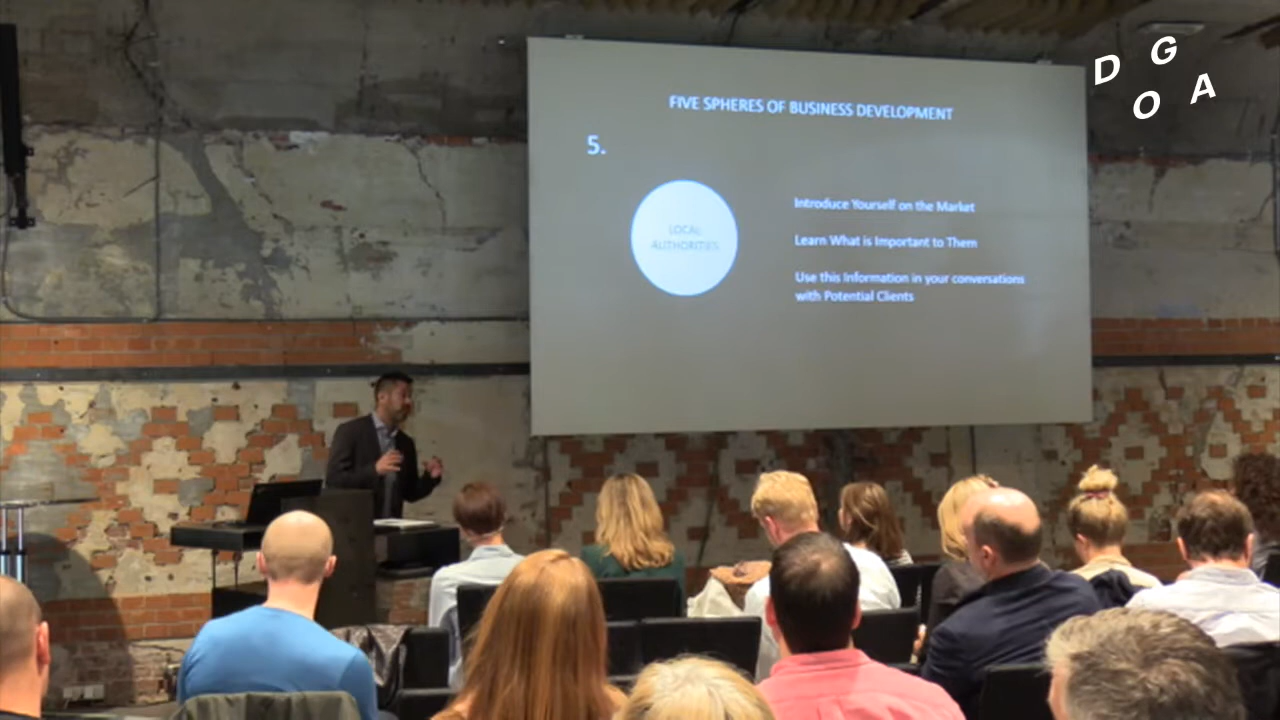 FIVE SPHERES OF BUSINESS DEVELOPMENT
5.
LOCAL
AUTHORITIES
Introduce Yourself on the Market
Learn What is Important to Them
Use this Information in your conversations
with Potential Clients
D G
O A